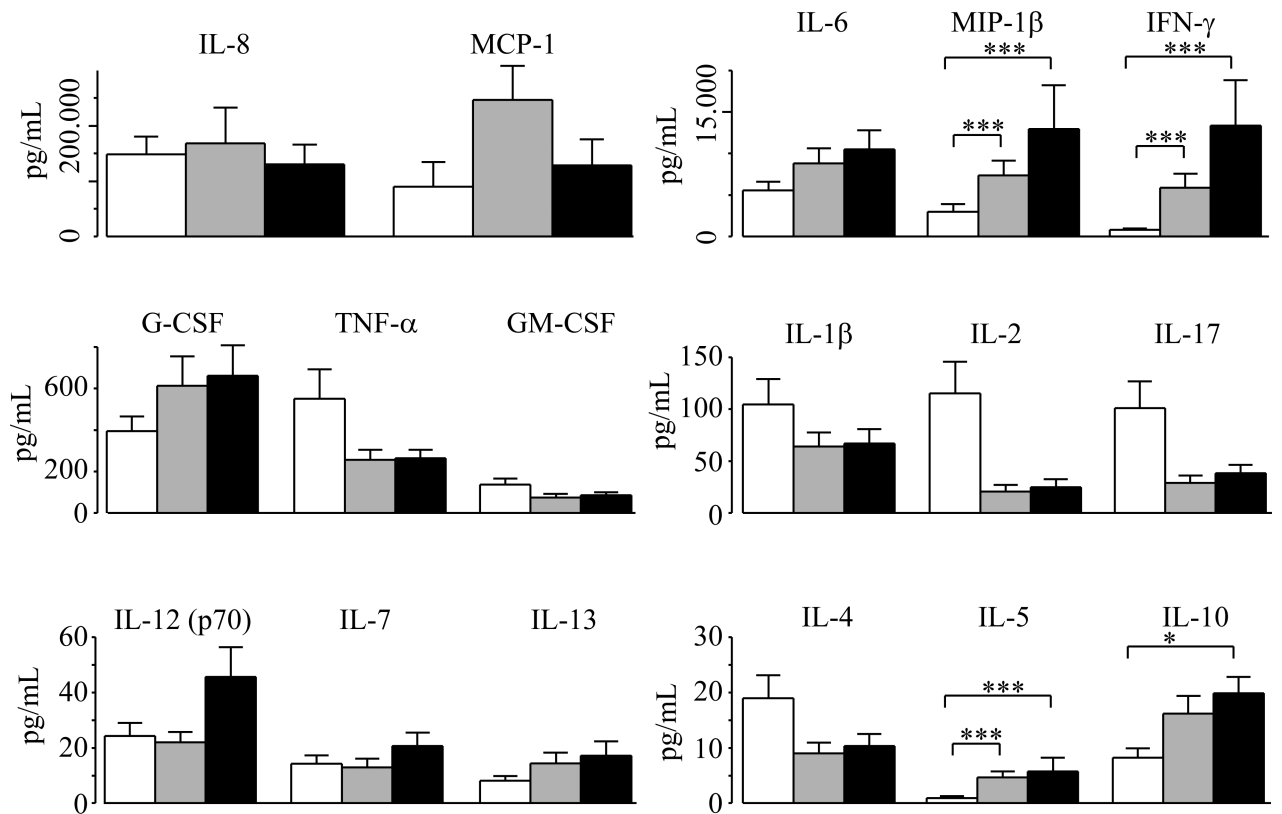 IL-8 MCP-1
pg/mL
200.000
0
IL-6 MIP-1β IFN-γ
*** ***
*** ***
pg/mL
15.000
0
G-CSF TNF-α GM-CSF
pg/mL
600
200
0
IL-1β IL-2 IL-17
pg/mL
150
100
50
0
IL-12 (p70) IL-7 IL-13
pg/mL
60
40
20
0
IL-4 IL-5 IL-10
*
***
***
pg/mL
30
20
10
0